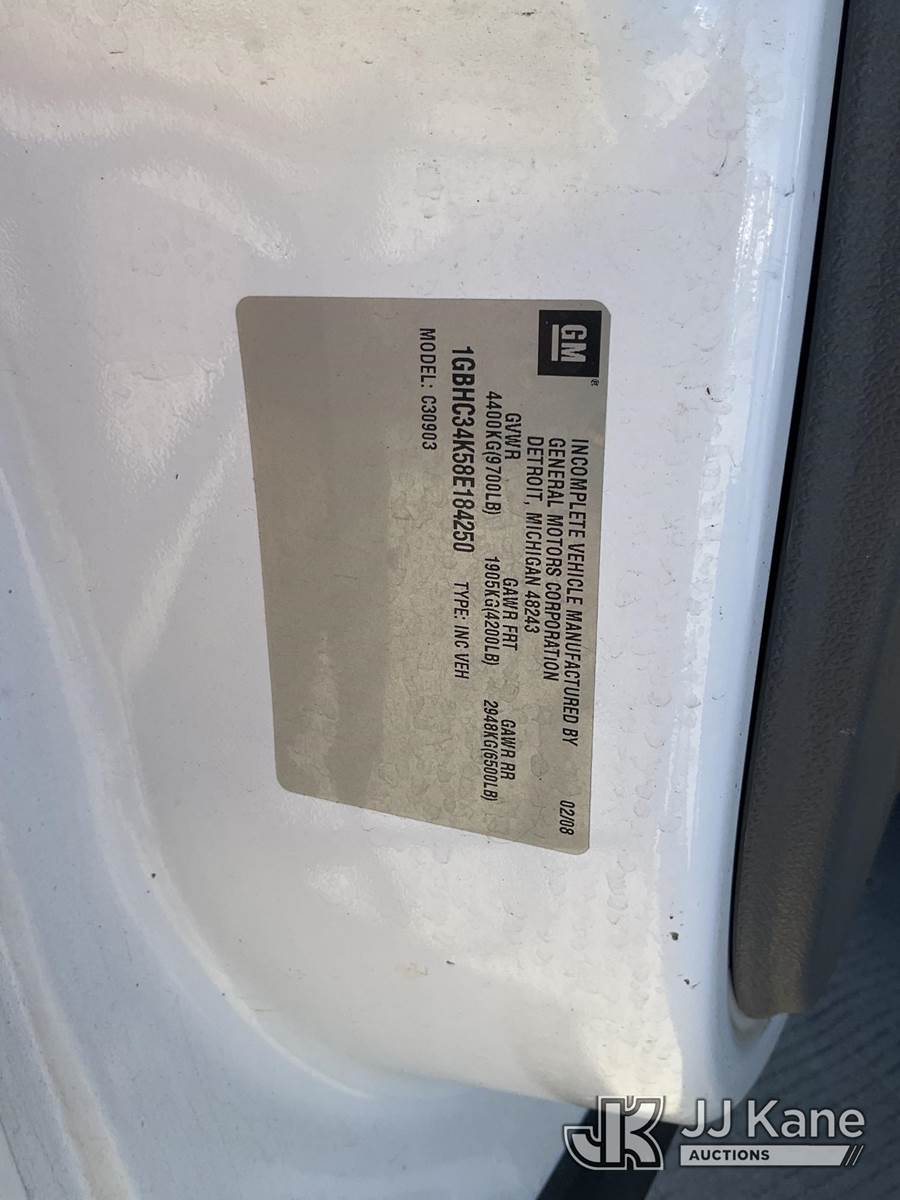 GM®
INCOMPLETE VEHICLE MANUFACTURED BY 02/08
GENERAL MOTORS CORPORATION
DETROIT, MICHIGAN 48243
GVWR GAWR FRT GAWR RR
4400KG(9700LB) 1905KG(4200LB) 2948KG(6500LB)
1GBHC34K58E184250 TYPE: INC VEH
MODEL: C30903
JK JJ Kane
AUCTIONS